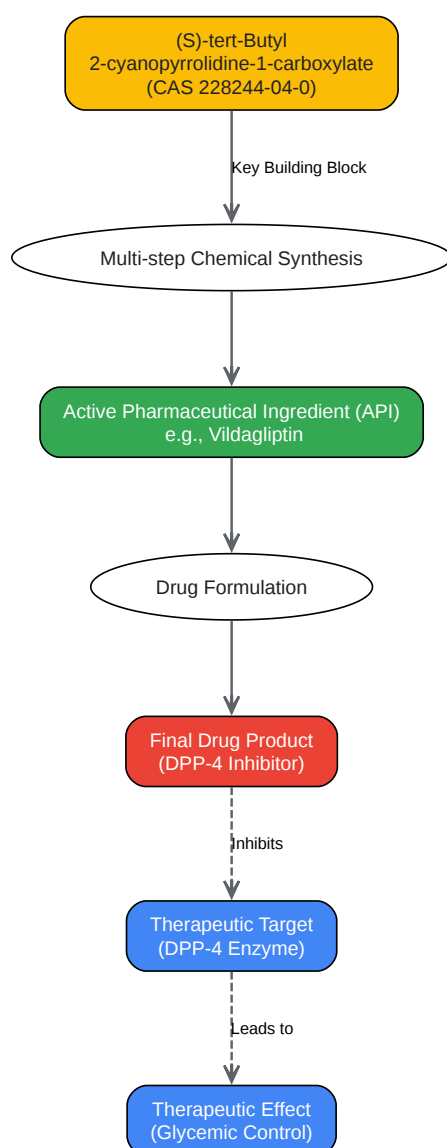 (S)-tert-Butyl
2-cyanopyrrolidine-1-carboxylate
(CAS 228244-04-0)
Key Building Block
Multi-step Chemical Synthesis
Active Pharmaceutical Ingredient (API)
e.g., Vildagliptin
Drug Formulation
Final Drug Product
(DPP-4 Inhibitor)
Inhibits
Therapeutic Target
(DPP-4 Enzyme)
Leads to
Therapeutic Effect
(Glycemic Control)